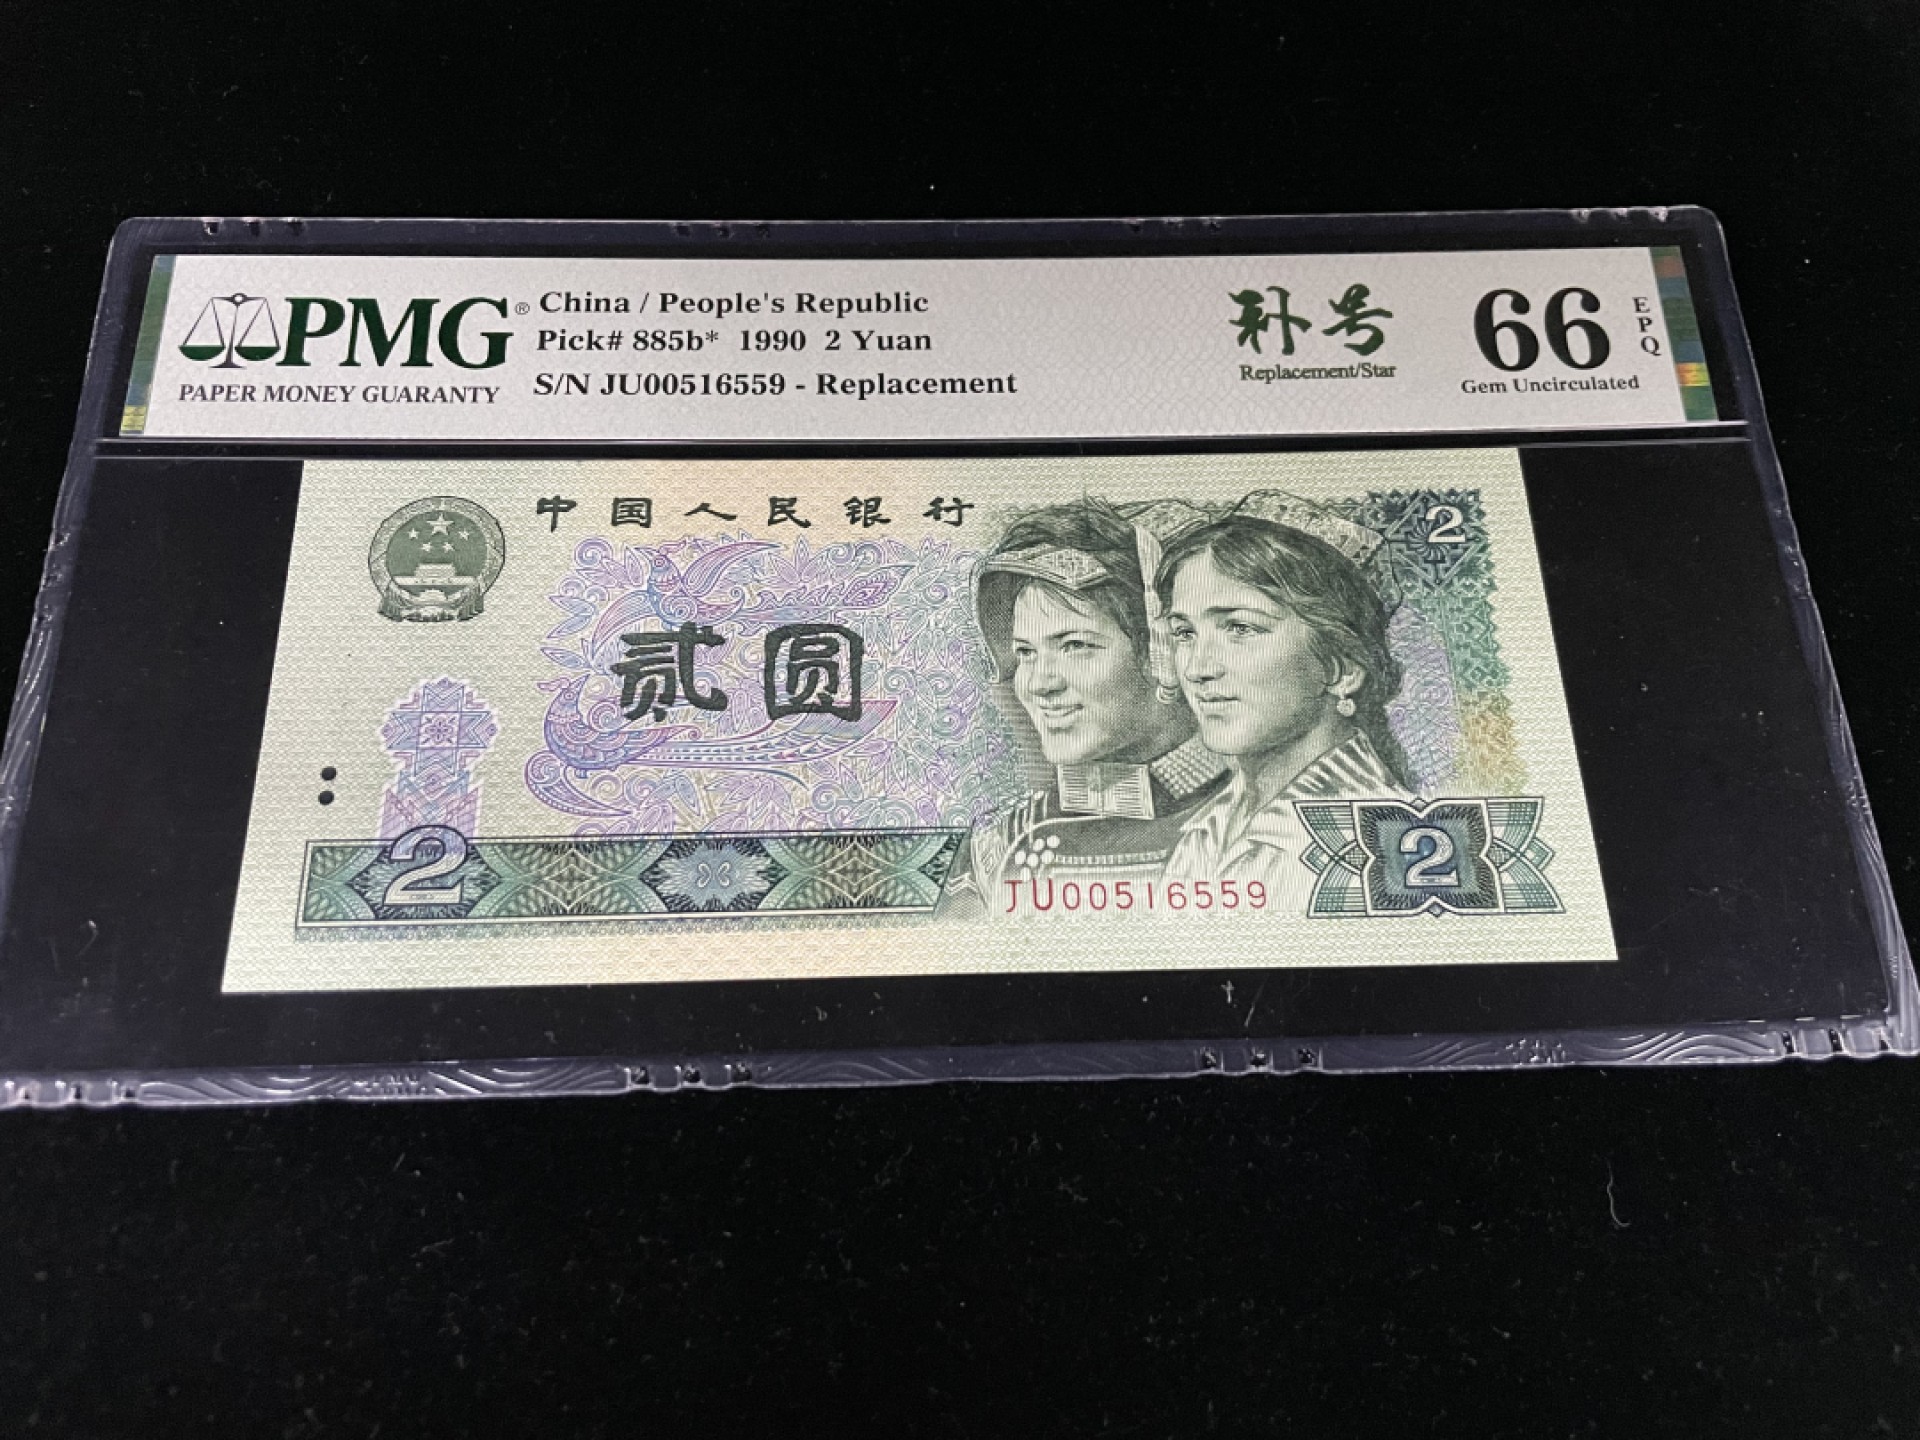 PMG®
PAPER MONEY GUARANTY
China / People's Republic
Pick# 885b* 1990 2 Yuan
S/N JU00516559 - Replacement
补号
Replacement/Star
66
EPQ
Gem Uncirculated
中国人民银行
2
贰圆
2
JU00516559
2